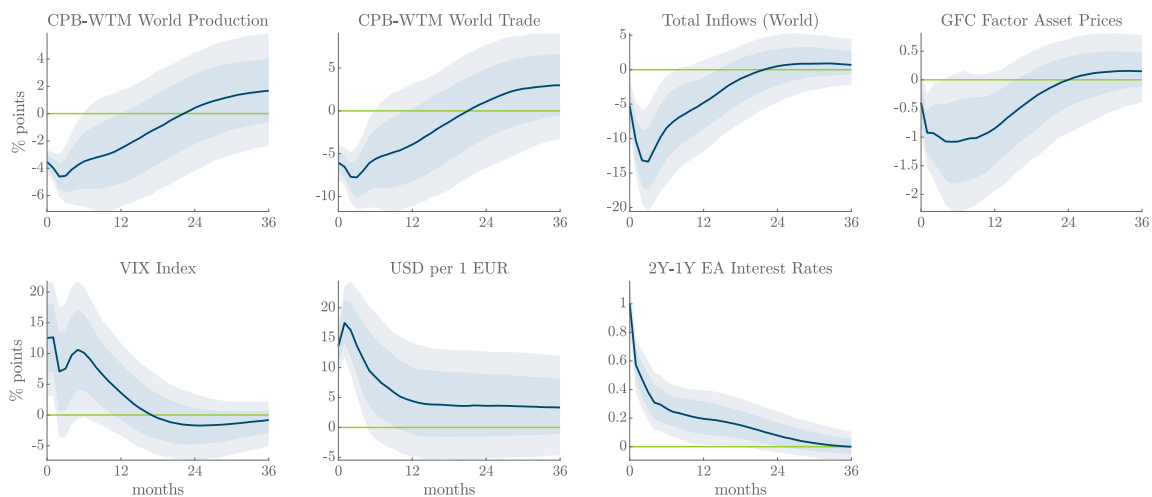 CPB-WTM World Production
CPB-WTM World Trade
Total Inflows (World)
GFC Factor Asset Prices
% points
4
2
0
-2
-4
-6
0 12 24 36
5
0
-5
-10
0 12 24 36
5
0
-5
-10
-15
-20
0 12 24 36
0.5
0
-0.5
-1
-1.5
-2
0 12 24 36
VIX Index
USD per 1 EUR
2Y-1Y EA Interest Rates
% points
20
15
10
5
0
-5
0 12 24 36
months
20
15
10
5
0
-5
0 12 24 36
months
1
0.8
0.6
0.4
0.2
0
0 12 24 36
months